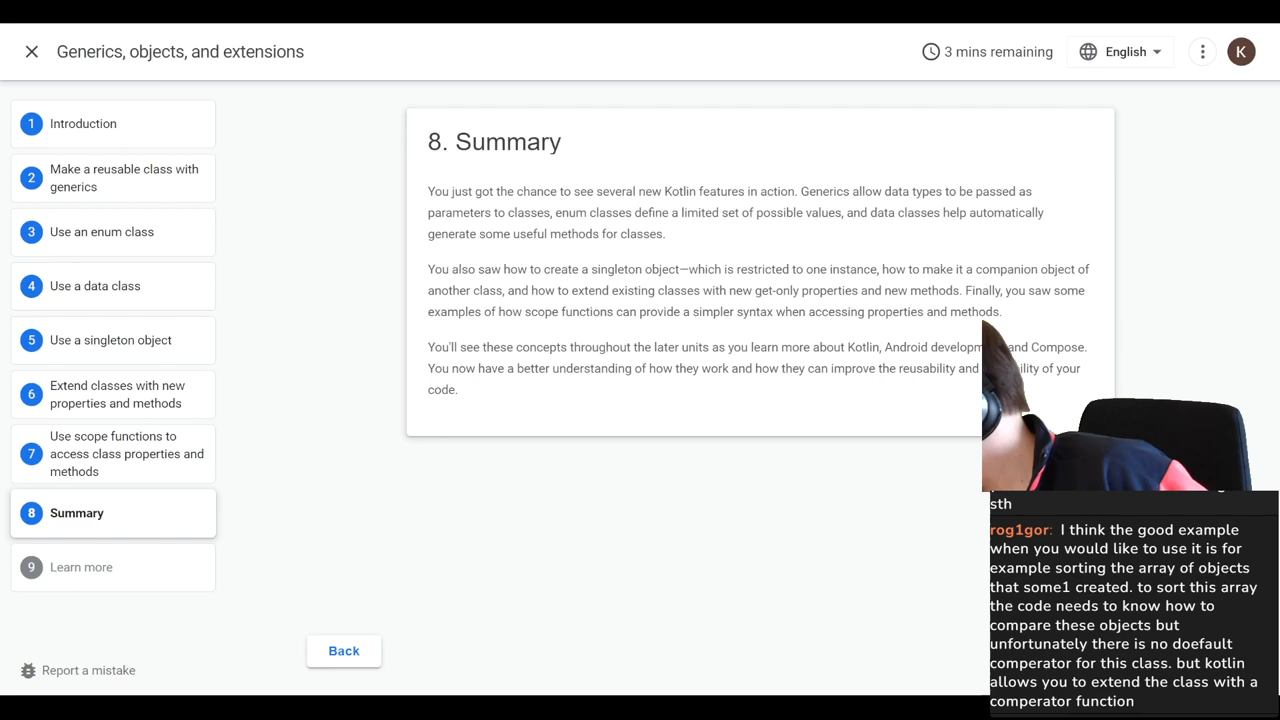 Generics, objects, and extensions
3 mins remaining
English
K
1 Introduction
2 Make a reusable class with
generics
3 Use an enum class
4 Use a data class
5 Use a singleton object
6 Extend classes with new
properties and methods
7 Use scope functions to
access class properties and
methods
8 Summary
9 Learn more
Report a mistake
8. Summary
You just got the chance to see several new Kotlin features in action. Generics allow data types to be passed as
parameters to classes, enum classes define a limited set of possible values, and data classes help automatically
generate some useful methods for classes.
You also saw how to create a singleton object—which is restricted to one instance, how to make it a companion object of
another class, and how to extend existing classes with new get-only properties and new methods. Finally, you saw some
examples of how scope functions can provide a simpler syntax when accessing properties and methods.
You'll see these concepts throughout the later units as you learn more about Kotlin, Android developm and Compose.
You now have a better understanding of how they work and how they can improve the reusability and ility of your
code.
Back
sth
rog1gor: I think the good example
when you would like to use it is for
example sorting the array of objects
that some1 created. to sort this array
the code needs to know how to
compare these objects but
unfortunately there is no doefault
comperator for this class. but kotlin
allows you to extend the class with a
comperator function